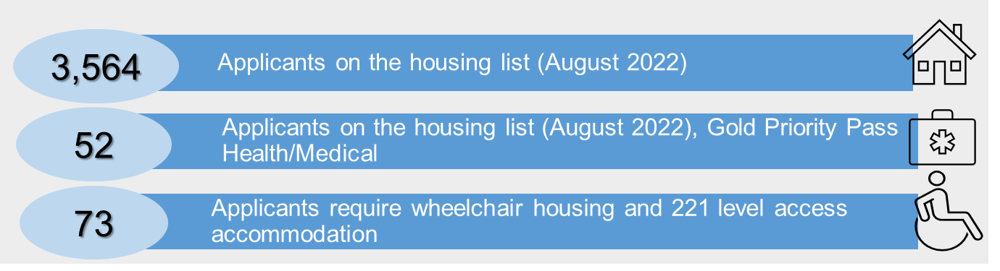 3,564
Applicants on the housing list (August 2022)
52
Applicants on the housing list (August 2022), Gold Priority Pass
Health/Medical
73
Applicants require wheelchair housing and 221 level access
accommodation